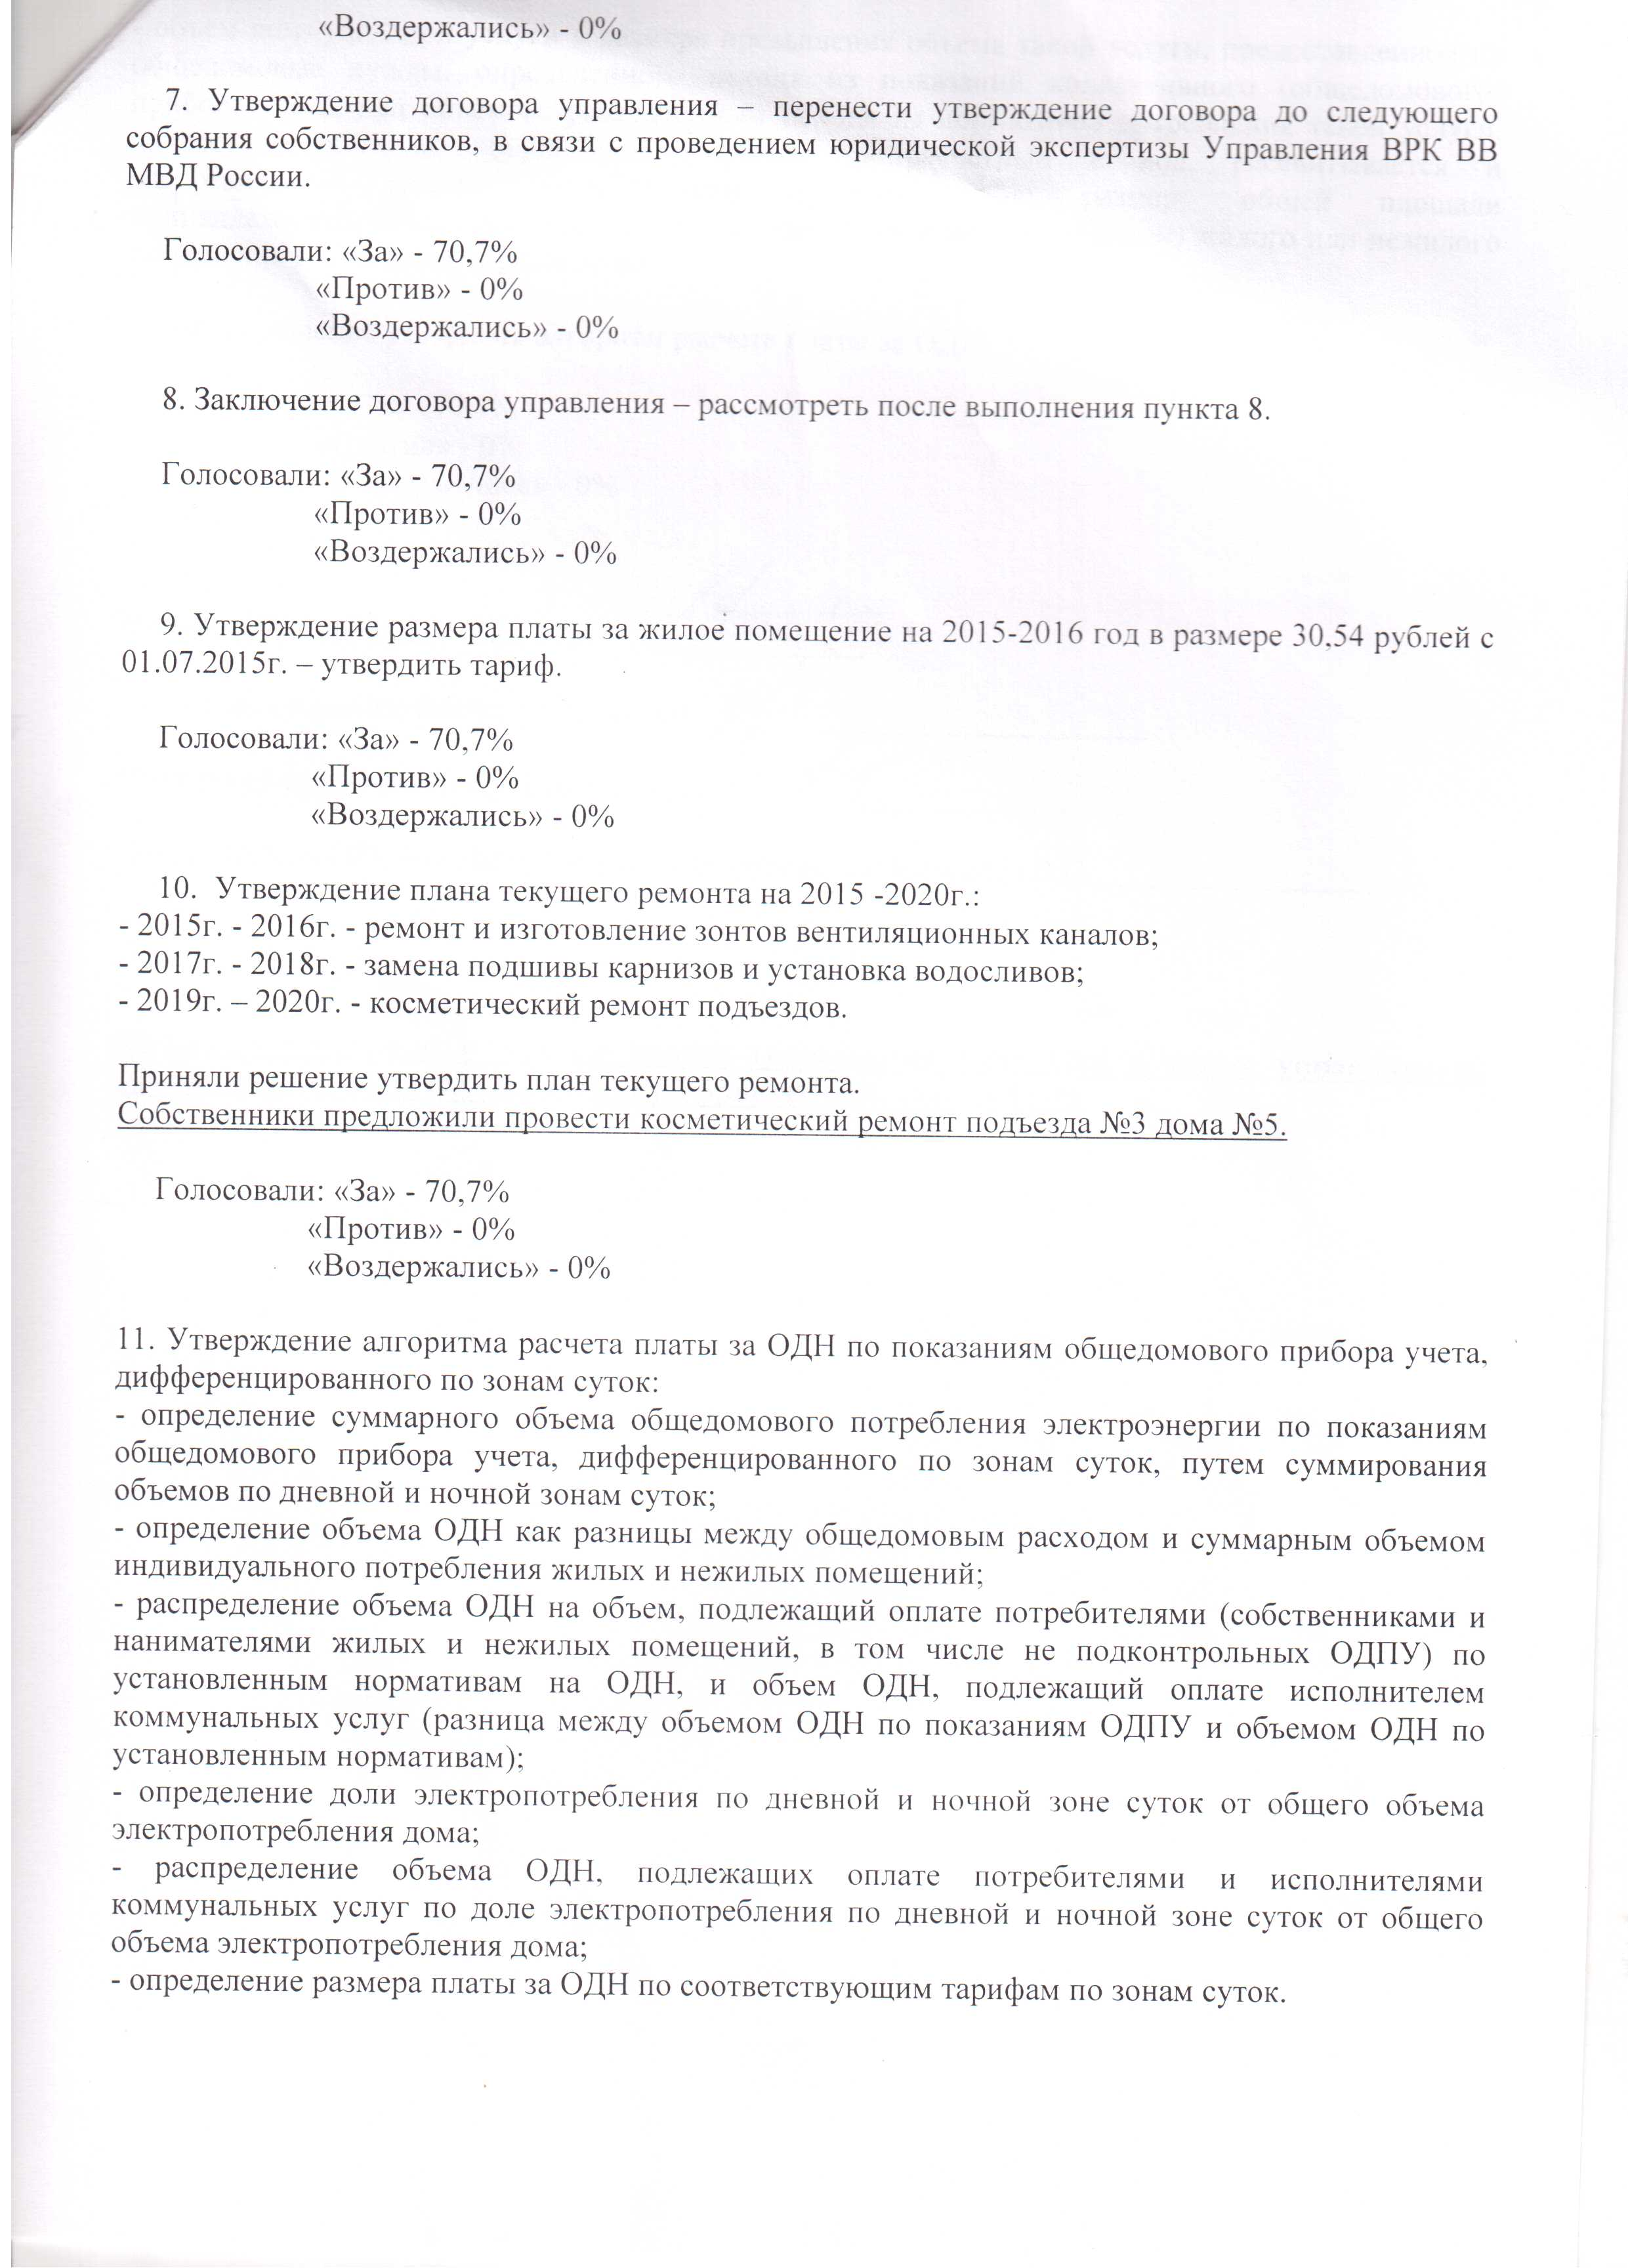 «Воздержались» - 0%
7. Утверждение договора управления – перенести утверждение договора до следующего
собрания собственников, в связи с проведением юридической экспертизы Управления ВРК ВВ
МВД России.
Голосовали: «За» - 70,7%
«Против» - 0%
«Воздержались» - 0%
8. Заключение договора управления – рассмотреть после выполнения пункта 8.
Голосовали: «За» - 70,7%
«Против» - 0%
«Воздержались» - 0%
9. Утверждение размера платы за жилое помещение на 2015-2016 год в размере 30,54 рублей с
01.07.2015г. – утвердить тариф.
Голосовали: «За» - 70,7%
«Против» - 0%
«Воздержались» - 0%
10. Утверждение плана текущего ремонта на 2015 -2020г.:
- 2015г. - 2016г. - ремонт и изготовление зонтов вентиляционных каналов;
- 2017г. - 2018г. - замена подшивы карнизов и установка водосливов;
- 2019г. – 2020г. - косметический ремонт подъездов.
Приняли решение утвердить план текущего ремонта.
Собственники предложили провести косметический ремонт подъезда №3 дома №5.
Голосовали: «За» - 70,7%
«Против» - 0%
«Воздержались» - 0%
11. Утверждение алгоритма расчета платы за ОДН по показаниям общедомового прибора учета,
дифференцированного по зонам суток:
- определение суммарного объема общедомового потребления электроэнергии по показаниям
общедомового прибора учета, дифференцированного по зонам суток, путем суммирования
объемов по дневной и ночной зонам суток;
- определение объема ОДН как разницы между общедомовым расходом и суммарным объемом
индивидуального потребления жилых и нежилых помещений;
- распределение объема ОДН на объем, подлежащий оплате потребителями (собственниками и
нанимателями жилых и нежилых помещений, в том числе не подконтрольных ОДПУ) по
установленным нормативам на ОДН, и объем ОДН, подлежащий оплате исполнителем
коммунальных услуг (разница между объемом ОДН по показаниям ОДПУ и объемом ОДН по
установленным нормативам);
- определение доли электропотребления по дневной и ночной зоне суток от общего объема
электропотребления дома;
- распределение объема ОДН, подлежащих оплате потребителями и исполнителями
коммунальных услуг по доле электропотребления по дневной и ночной зоне суток от общего
объема электропотребления дома;
- определение размера платы за ОДН по соответствующим тарифам по зонам суток.